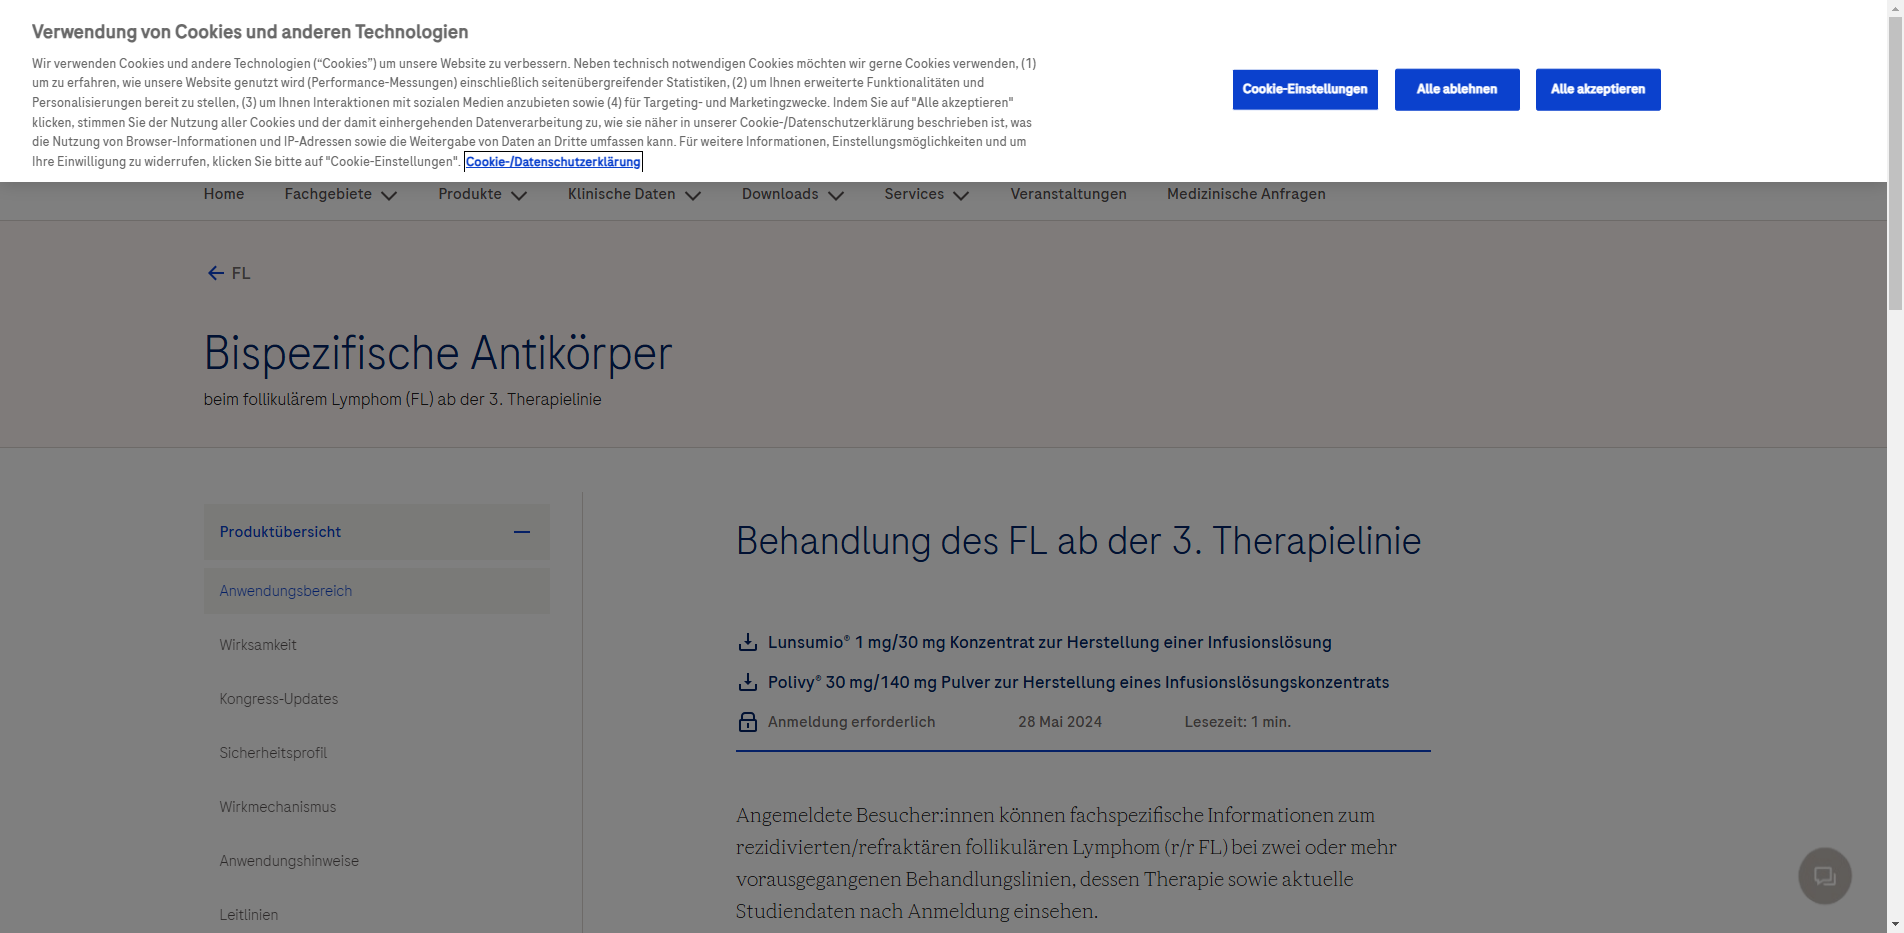 Verwendung von Cookies und anderen Technologien
Wir verwenden Cookies und andere Technologien (“Cookies”) um unsere Website zu verbessern. Neben technisch notwendigen Cookies möchten wir gerne Cookies verwenden, (1)
um zu erfahren, wie unsere Website genutzt wird (Performance-Messungen) einschließlich seitenübergreifender Statistiken, (2) um Ihnen erweiterte Funktionalitäten und
Personalisierungen bereit zu stellen, (3) um Ihnen Interaktionen mit sozialen Medien anzubieten sowie (4) für Targeting- und Marketingzwecke. Indem Sie auf "Alle akzeptieren"
klicken, stimmen Sie der Nutzung aller Cookies und der damit einhergehenden Datenverarbeitung zu, wie sie näher in unserer Cookie-/Datenschutzerklärung beschrieben ist, was
die Nutzung von Browser-Informationen und IP-Adressen sowie die Weitergabe von Daten an Dritte umfassen kann. Für weitere Informationen, Einstellungsmöglichkeiten und um
Ihre Einwilligung zu widerrufen, klicken Sie bitte auf "Cookie-Einstellungen". Cookie-/Datenschutzerklärung
Cookie-Einstellungen Alle ablehnen Alle akzeptieren
Home Fachgebiete Produkte Klinische Daten Downloads Services Veranstaltungen Medizinische Anfragen
FL
Bispezifische Antikörper
beim follikulärem Lymphom (FL) ab der 3. Therapielinie
Produktübersicht
Anwendungsbereich
Wirksamkeit
Kongress-Updates
Sicherheitsprofil
Wirkmechanismus
Anwendungshinweise
Leitlinien
Behandlung des FL ab der 3. Therapielinie
Lunsumio® 1 mg/30 mg Konzentrat zur Herstellung einer Infusionslösung
Polivy® 30 mg/140 mg Pulver zur Herstellung eines Infusionslösungskonzentrats
Anmeldung erforderlich 28 Mai 2024 Lesezeit: 1 min.
Angemeldete Besucher:innen können fachspezifische Informationen zum
rezidivierten/refraktären follikulären Lymphom (r/r FL) bei zwei oder mehr
vorausgegangenen Behandlungslinien, dessen Therapie sowie aktuelle
Studiendaten nach Anmeldung einsehen.